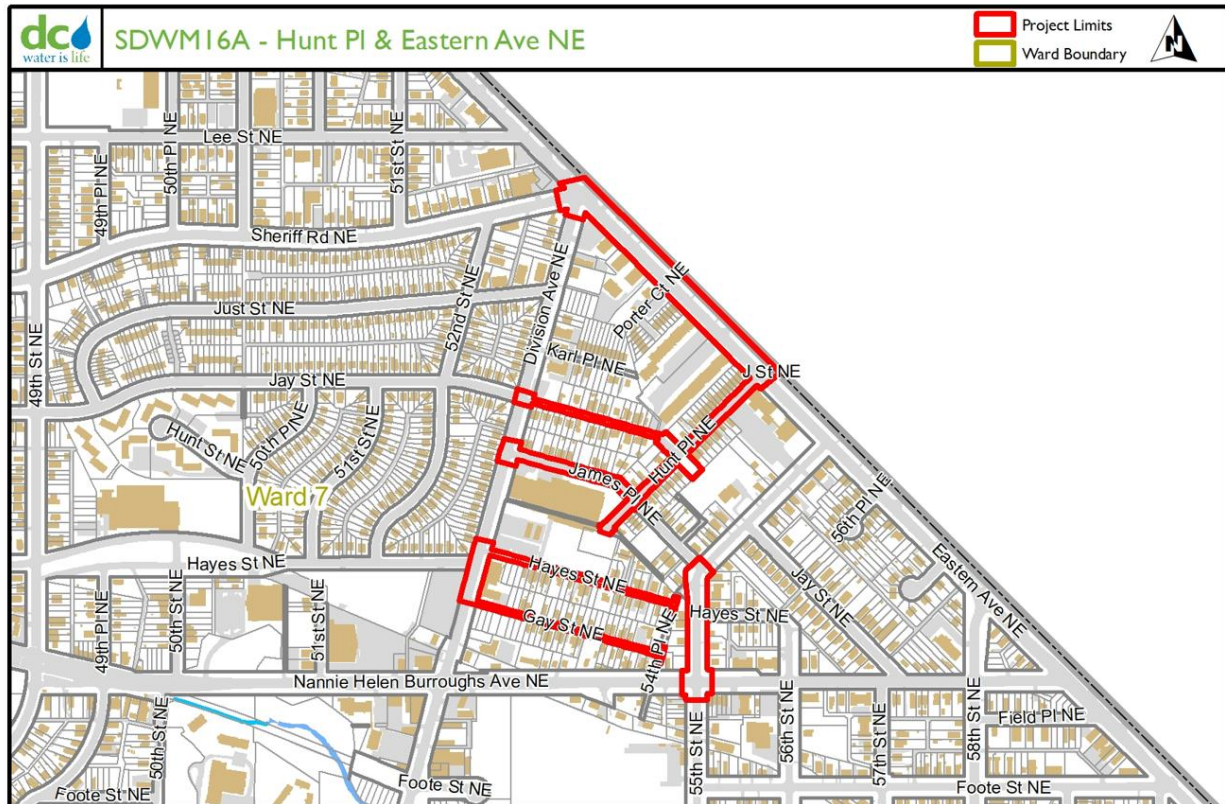 dc
water is life
SDWM16A - Hunt Pl & Eastern Ave NE
Project Limits
Ward Boundary
N
Lee St NE
49th Pl NE
50th Pl NE
51st St NE
Sheriff Rd NE
52nd St NE
Division Ave NE
Porter Ct NE
Just St NE
Karl Pl NE
49th St NE
Jay St NE
J St NE
Hunt St NE
50th Pl NE
51st St NE
Hunt Pl NE
James Pl NE
Ward 7
56th Pl NE
Eastern Ave NE
Hayes St NE
Hayes St NE
Jay St NE
Hayes St NE
Gay St NE
54th Pl NE
49th Pl NE
50th St NE
51st St NE
Nannie Helen Burroughs Ave NE
50th St NE
55th St NE
56th St NE
57th St NE
58th St NE
Field Pl NE
Foote St NE
Foote St NE
Foote St NE